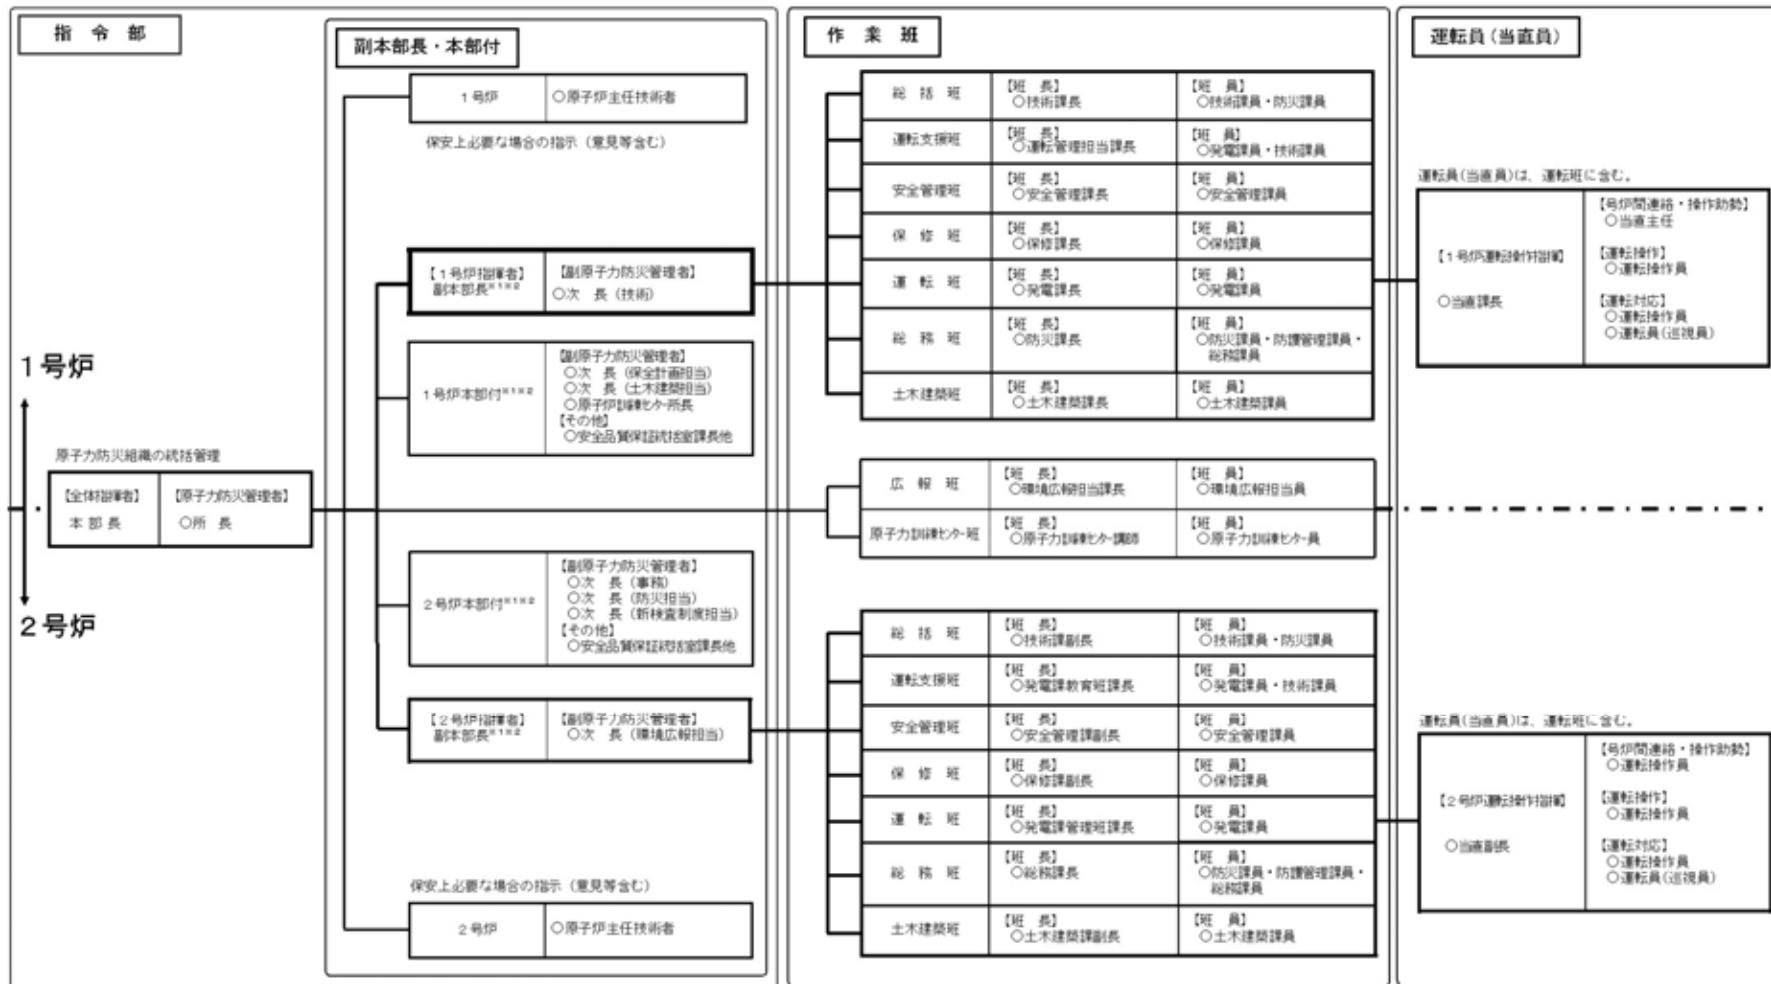 指 令 部
副本部長・本部付
1号炉
○原子炉主任技術者
保安上必要な場合の指示（意見等含む）
【1号炉指揮者】
副本部長※1※2
【副原子力防災管理者】
○次　長（技術）
1号炉本部付※1※2
【副原子力防災管理者】
○次　長（保全計画担当）
○次　長（土木建築担当）
○原子炉訓練センター所長
【その他】
○安全品質保証統括室課長他
1号炉
原子力防災組織の統括管理
【全体指揮者】
本 部 長
【原子力防災管理者】
○所　長
2号炉
2号炉本部付※1※2
【副原子力防災管理者】
○次　長（事務）
○次　長（防災担当）
○次　長（新検査制度担当）
【その他】
○安全品質保証統括室課長他
【2号炉指揮者】
副本部長※1※2
【副原子力防災管理者】
○次　長（環境広報担当）
保安上必要な場合の指示（意見等含む）
2号炉
○原子炉主任技術者
作 業 班
総 括 班
【班　長】
○技術課長
【班　員】
○技術課員・防災課員
運転支援班
【班　長】
○運転管理担当課長
【班　員】
○発電課員・技術課員
安全管理班
【班　長】
○安全管理課長
【班　員】
○安全管理課員
保 修 班
【班　長】
○保修課長
【班　員】
○保修課員
運 転 班
【班　長】
○発電課長
【班　員】
○発電課員
総 務 班
【班　長】
○防災課長
【班　員】
○防災課員・防護管理課員・
総務課員
土木建築班
【班　長】
○土木建築課長
【班　員】
○土木建築課員
広 報 班
【班　長】
○環境広報担当課長
【班　員】
○環境広報担当員
原子力訓練センター班
【班　長】
○原子力訓練センター講師
【班　員】
○原子力訓練センター員
総 括 班
【班　長】
○技術課副長
【班　員】
○技術課員・防災課員
運転支援班
【班　長】
○発電課教育班課長
【班　員】
○発電課員・技術課員
安全管理班
【班　長】
○安全管理課副長
【班　員】
○安全管理課員
保 修 班
【班　長】
○保修課副長
【班　員】
○保修課員
運 転 班
【班　長】
○発電課管理班課長
【班　員】
○発電課員
総 務 班
【班　長】
○総務課長
【班　員】
○防災課員・防護管理課員・
総務課員
土木建築班
【班　長】
○土木建築課副長
【班　員】
○土木建築課員
運転員(当直員)
運転員(当直員)は、運転班に含む。
【1号炉運転操作指揮】
○当直課長
【号炉間連絡・操作助勢】
○当直主任
【運転操作】
○運転操作員
【運転対応】
○運転操作員
○運転員(巡視員)
運転員(当直員)は、運転班に含む。
【2号炉運転操作指揮】
○当直副長
【号炉間連絡・操作助勢】
○運転操作員
【運転操作】
○運転操作員
【運転対応】
○運転操作員
○運転員(巡視員)